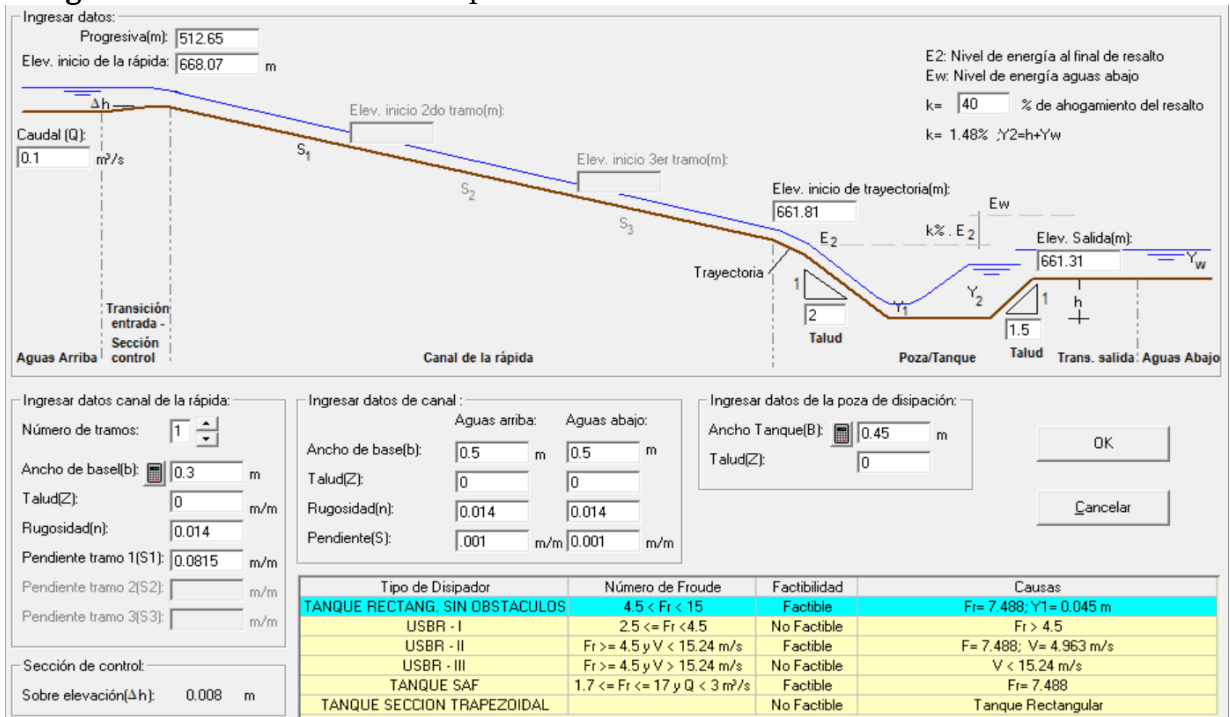 Ingresar datos:
Progresiva(m): 512.65
Elev. inicio de la rápida: 668.07 m
E2: Nivel de energía al final de resalto
Ew: Nivel de energía aguas abajo
k= 40 % de ahogamiento del resalto
k= 1.48% ;Y2=h+Yw
Δh
Elev. inicio 2do tramo(m):
Caudal (Q):
0.1 m³/s
S1
Elev. inicio 3er tramo(m):
S2
S3
Elev. inicio de trayectoria(m):
661.81
Ew
E2
k% . E2
Elev. Salida(m):
661.31
Yw
Trayectoria
1
2
Talud
Y1
Y2
1
1.5
Talud
h
Transición
entrada -
Sección
control
Aguas Arriba
Canal de la rápida
Poza/Tanque
Trans. salida
Aguas Abajo
Ingresar datos canal de la rápida:
Número de tramos: 1
Ancho de basel(b): 0.3 m
Talud(Z): 0 m/m
Rugosidad(n): 0.014
Pendiente tramo 1(S1): 0.0815 m/m
Pendiente tramo 2(S2): m/m
Pendiente tramo 3(S3): m/m
Sección de control:
Sobre elevación(Δh): 0.008 m
Ingresar datos de canal :
Aguas arriba: Aguas abajo:
Ancho de base(b): 0.5 m 0.5 m
Talud(Z): 0 0
Rugosidad(n): 0.014 0.014
Pendiente(S): .001 m/m 0.001 m/m
Ingresar datos de la poza de disipación:
Ancho Tanque(B): 0.45 m
Talud(Z): 0
OK
Cancelar
Tipo de Disipador Número de Froude Factibilidad Causas
TANQUE RECTANG. SIN OBSTACULOS 4.5 < Fr < 15 Factible Fr= 7.488; Y1= 0.045 m
USBR - I 2.5 <= Fr <4.5 No Factible Fr > 4.5
USBR - II Fr >= 4.5 y V < 15.24 m/s Factible F= 7.488; V= 4.963 m/s
USBR - III Fr >= 4.5 y V > 15.24 m/s No Factible V < 15.24 m/s
TANQUE SAF 1.7 <= Fr <= 17 y Q < 3 m³/s Factible Fr= 7.488
TANQUE SECCION TRAPEZOIDAL No Factible Tanque Rectangular